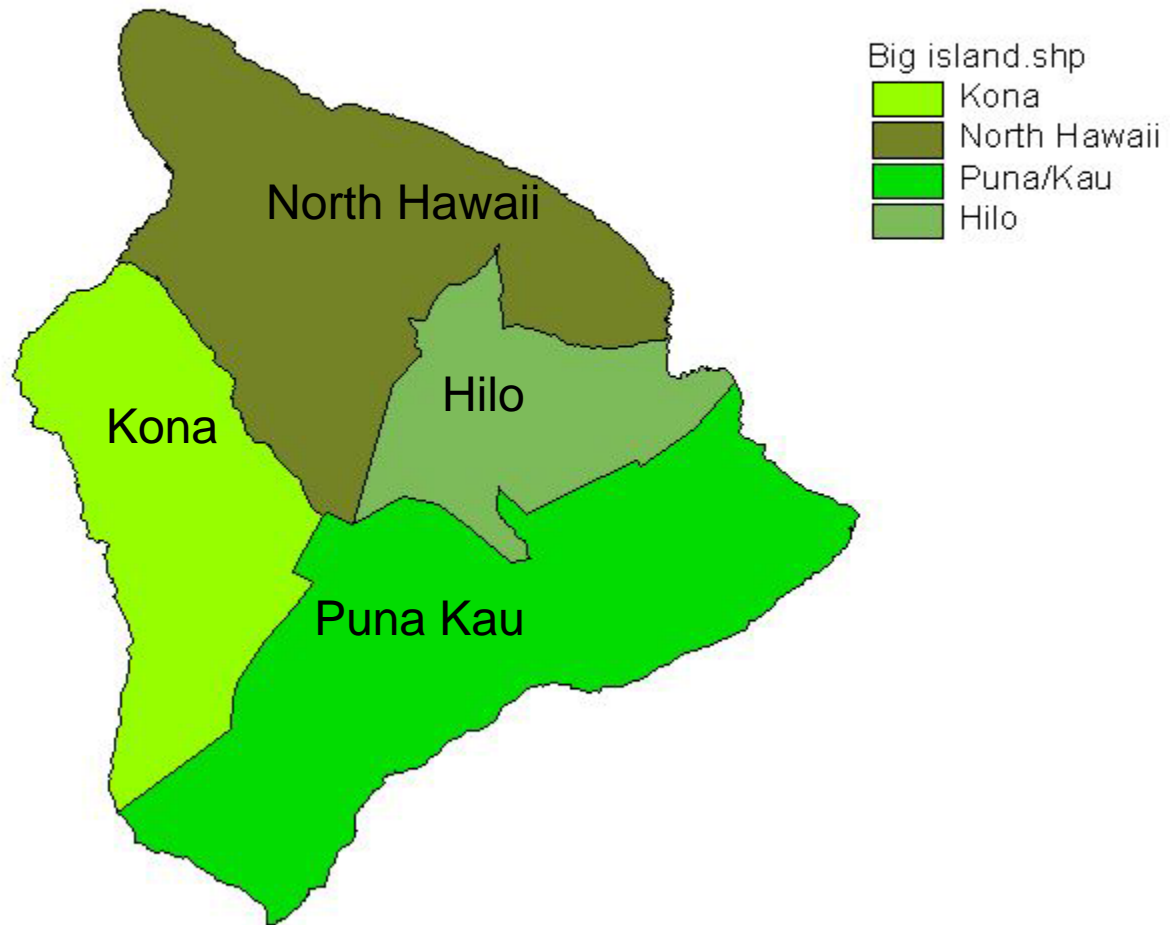 Big island.shp
Kona
North Hawaii
Puna/Kau
Hilo
North Hawaii
Hilo
Kona
Puna Kau